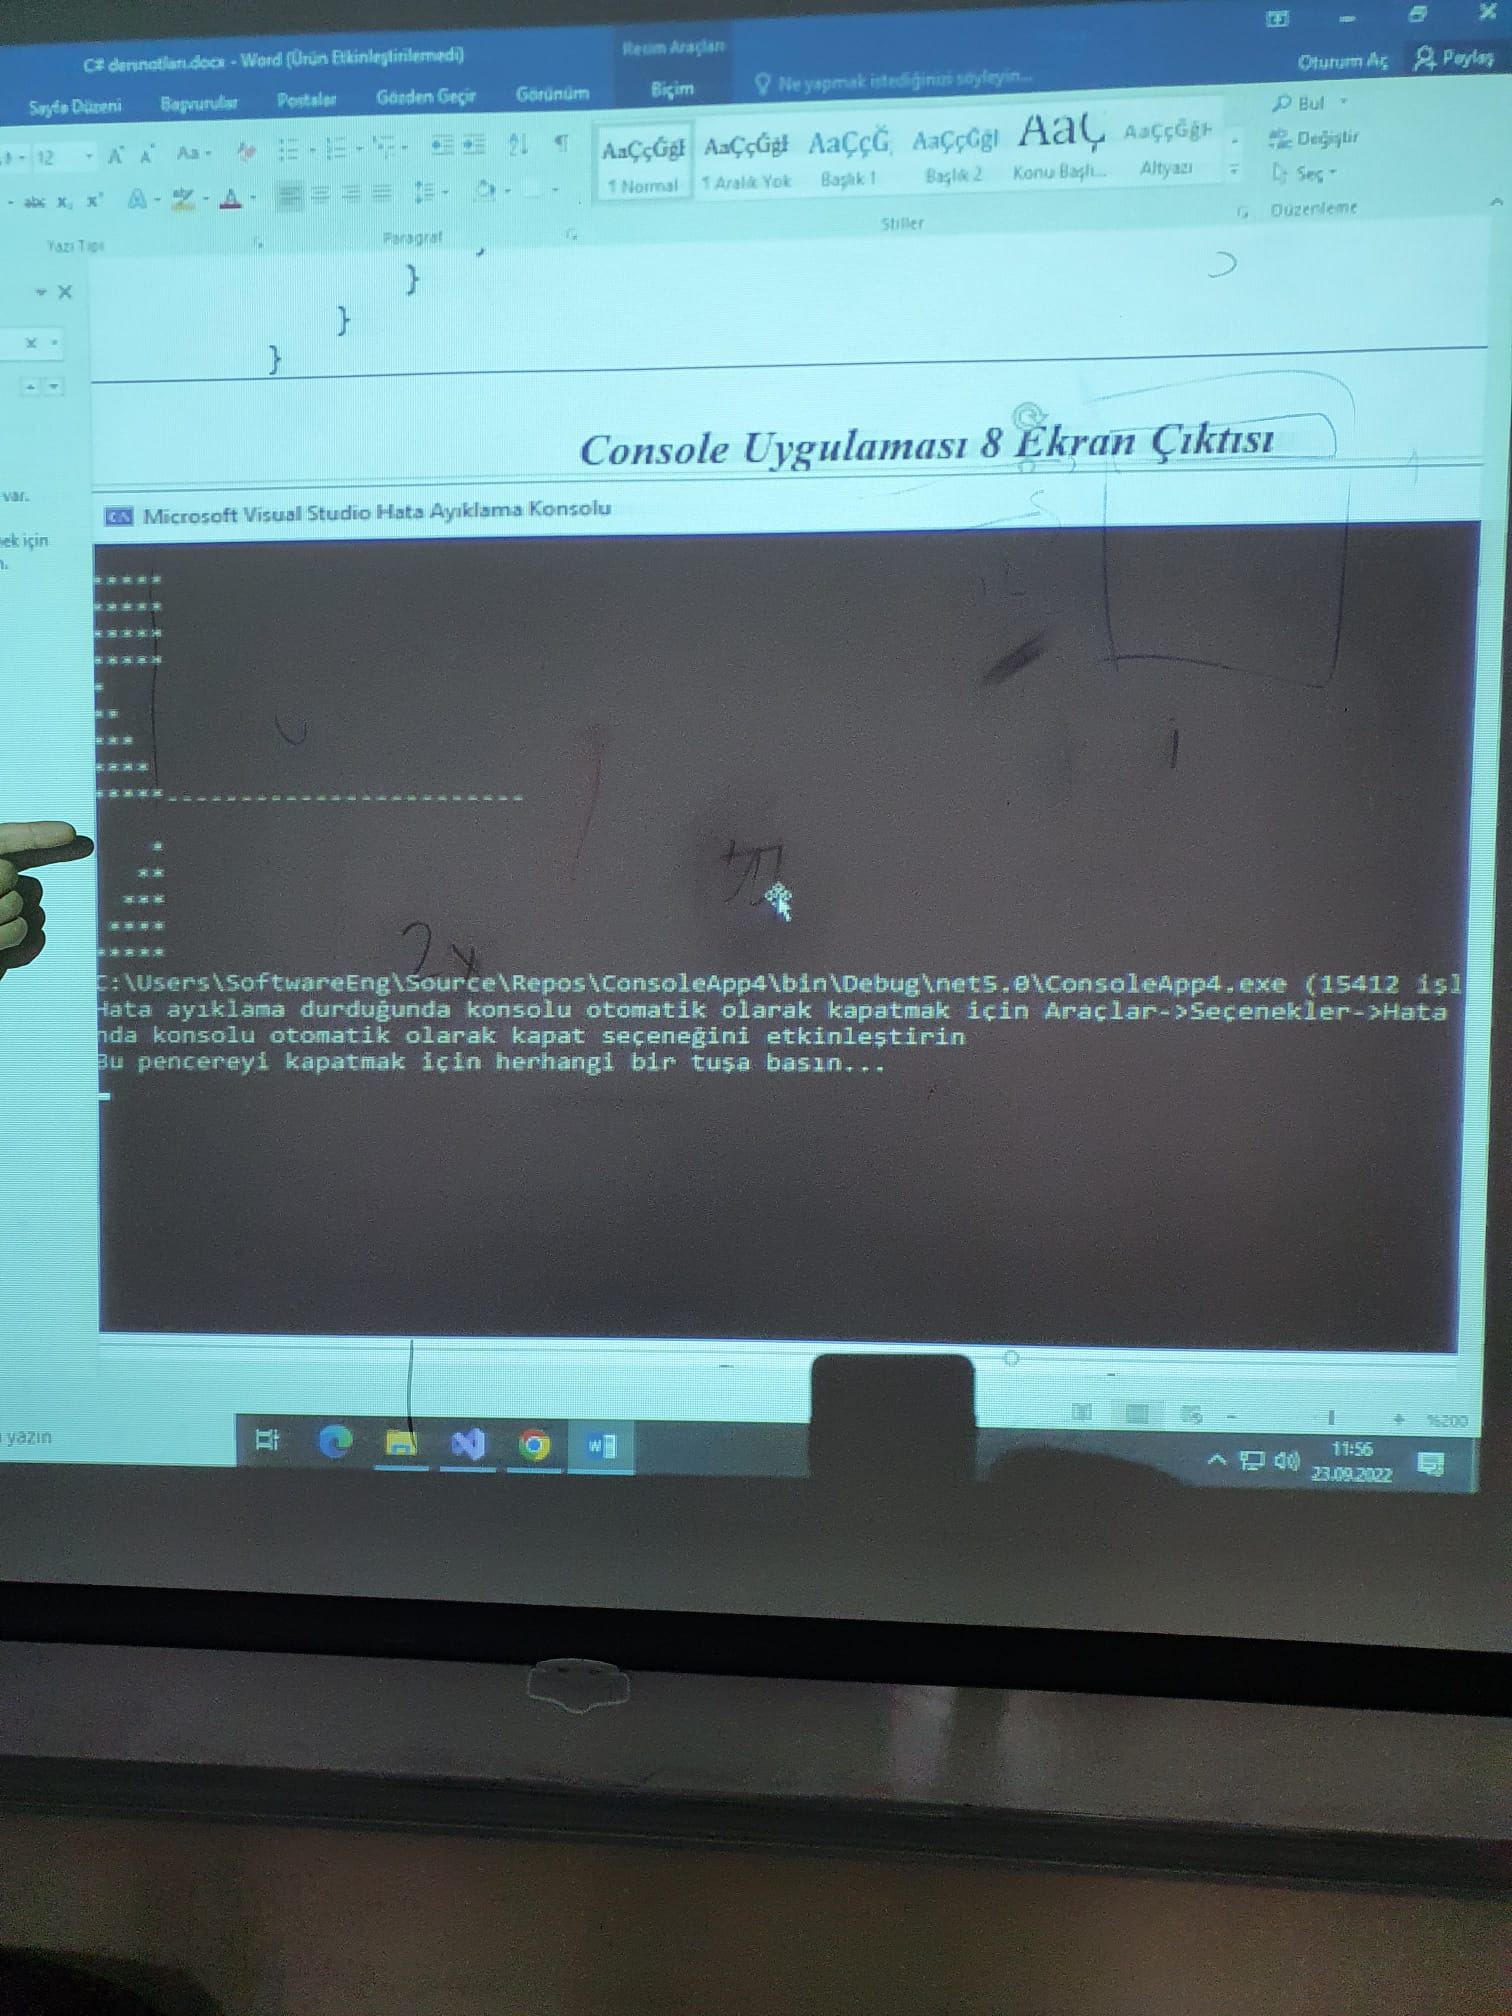 C# dersnotları.docx - Word (Ürün Etkinleştirilemedi)
Resim Araçları
Oturum Aç
Paylaş
Sayfa Düzeni
Başvurular
Postalar
Gözden Geçir
Görünüm
Biçim
Ne yapmak istediğinizi söyleyin...
12
Aa
AaÇçĞğI
AaÇçĞğI
AaÇçĞ
AaÇçĞğI
AaÇ
AaÇçĞğH
1 Normal
1 Aralık Yok
Başlık 1
Başlık 2
Konu Başlı...
Altyazı
Bul
Değiştir
Seç
Yazı Tipi
Paragraf
Stiller
Düzenleme
}
}
}
Console Uygulaması 8 Ekran Çıktısı
var.
ek için
Microsoft Visual Studio Hata Ayıklama Konsolu
*****
*****
*****
*****
*
**
***
****
*****-------------------------
*
**
***
****
*****
2x
C:\Users\SoftwareEng\Source\Repos\ConsoleApp4\bin\Debug\net5.0\ConsoleApp4.exe (15412 işl
Hata ayıklama durduğunda konsolu otomatik olarak kapatmak için Araçlar->Seçenekler->Hata
nda konsolu otomatik olarak kapat seçeneğini etkinleştirin
Bu pencereyi kapatmak için herhangi bir tuşa basın...
%200
yazın
11:56
23.09.2022